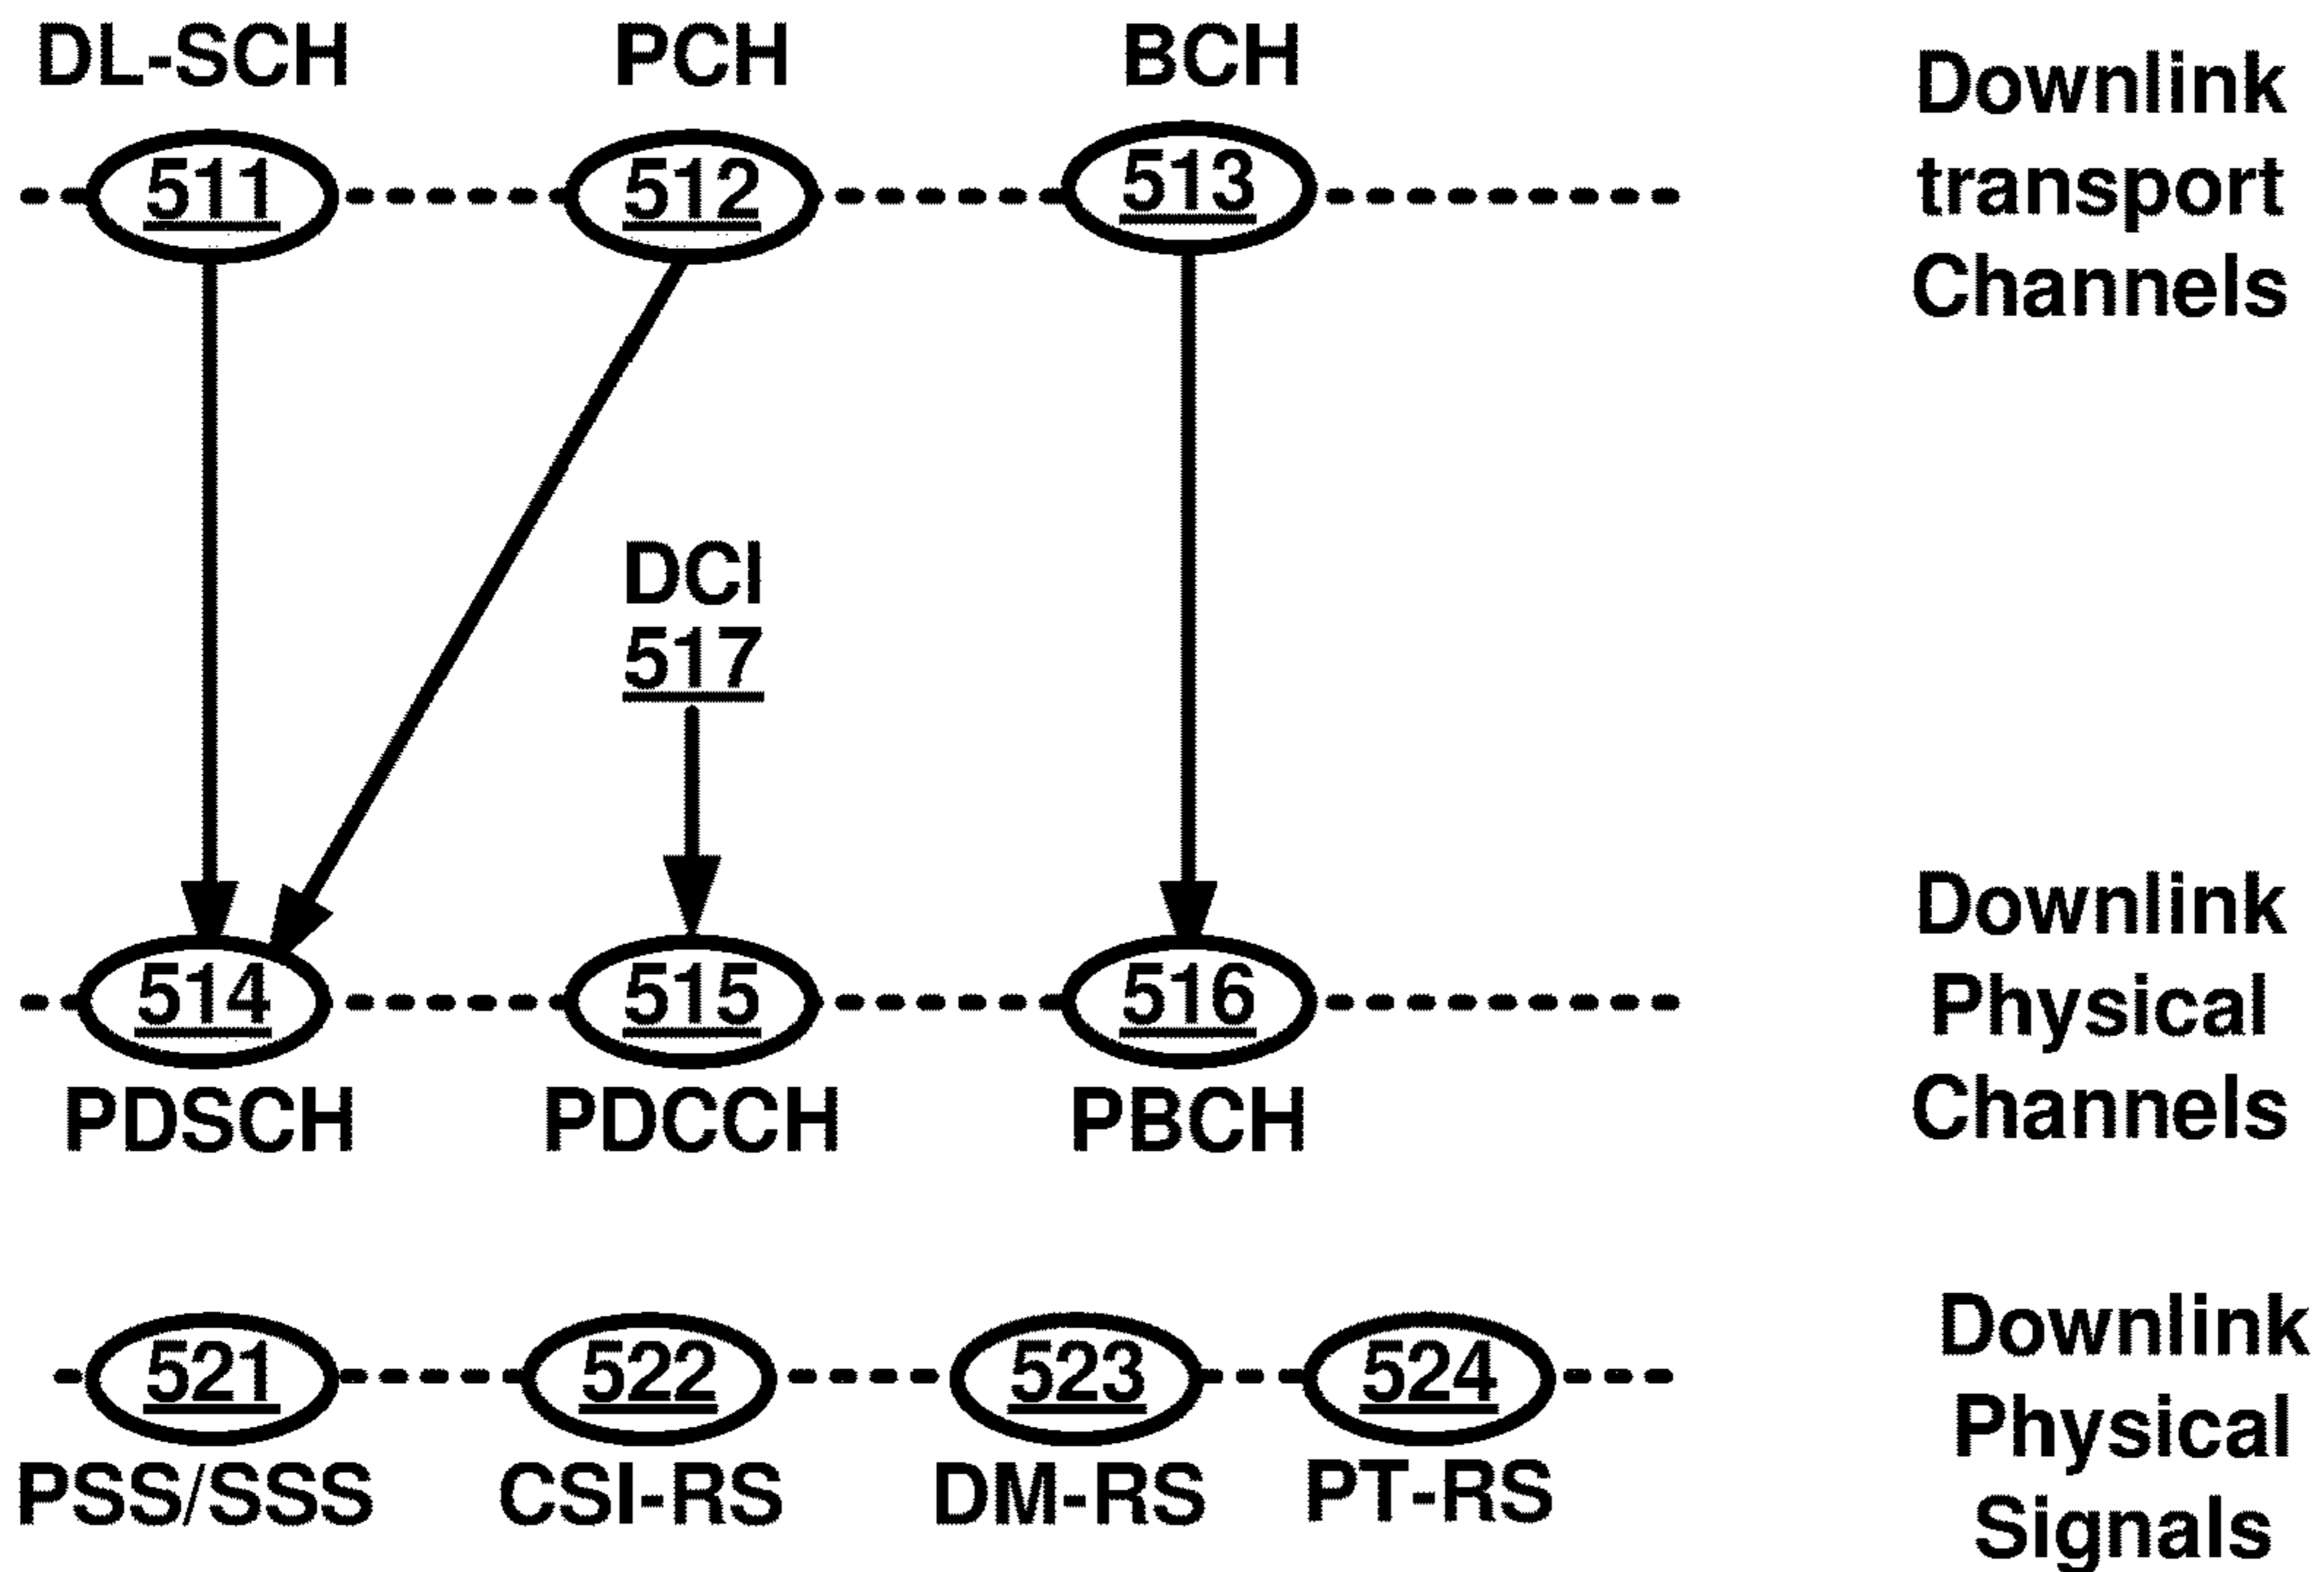 DL-SCH PCH BCH
511 512 513
Downlink
transport
Channels
DCI
517
514 515 516
PDSCH PDCCH PBCH
Downlink
Physical
Channels
521 522 523 524
PSS/SSS CSI-RS DM-RS PT-RS
Downlink
Physical
Signals